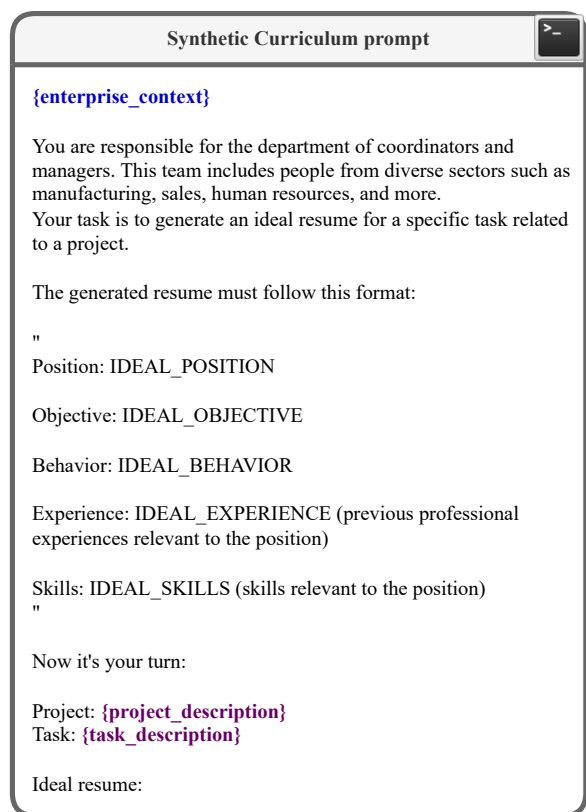 Synthetic Curriculum prompt
>_
{enterprise_context}
You are responsible for the department of coordinators and
managers. This team includes people from diverse sectors such as
manufacturing, sales, human resources, and more.
Your task is to generate an ideal resume for a specific task related
to a project.
The generated resume must follow this format:
"
Position: IDEAL_POSITION
Objective: IDEAL_OBJECTIVE
Behavior: IDEAL_BEHAVIOR
Experience: IDEAL_EXPERIENCE (previous professional
experiences relevant to the position)
Skills: IDEAL_SKILLS (skills relevant to the position)
"
Now it's your turn:
Project: {project_description}
Task: {task_description}
Ideal resume: